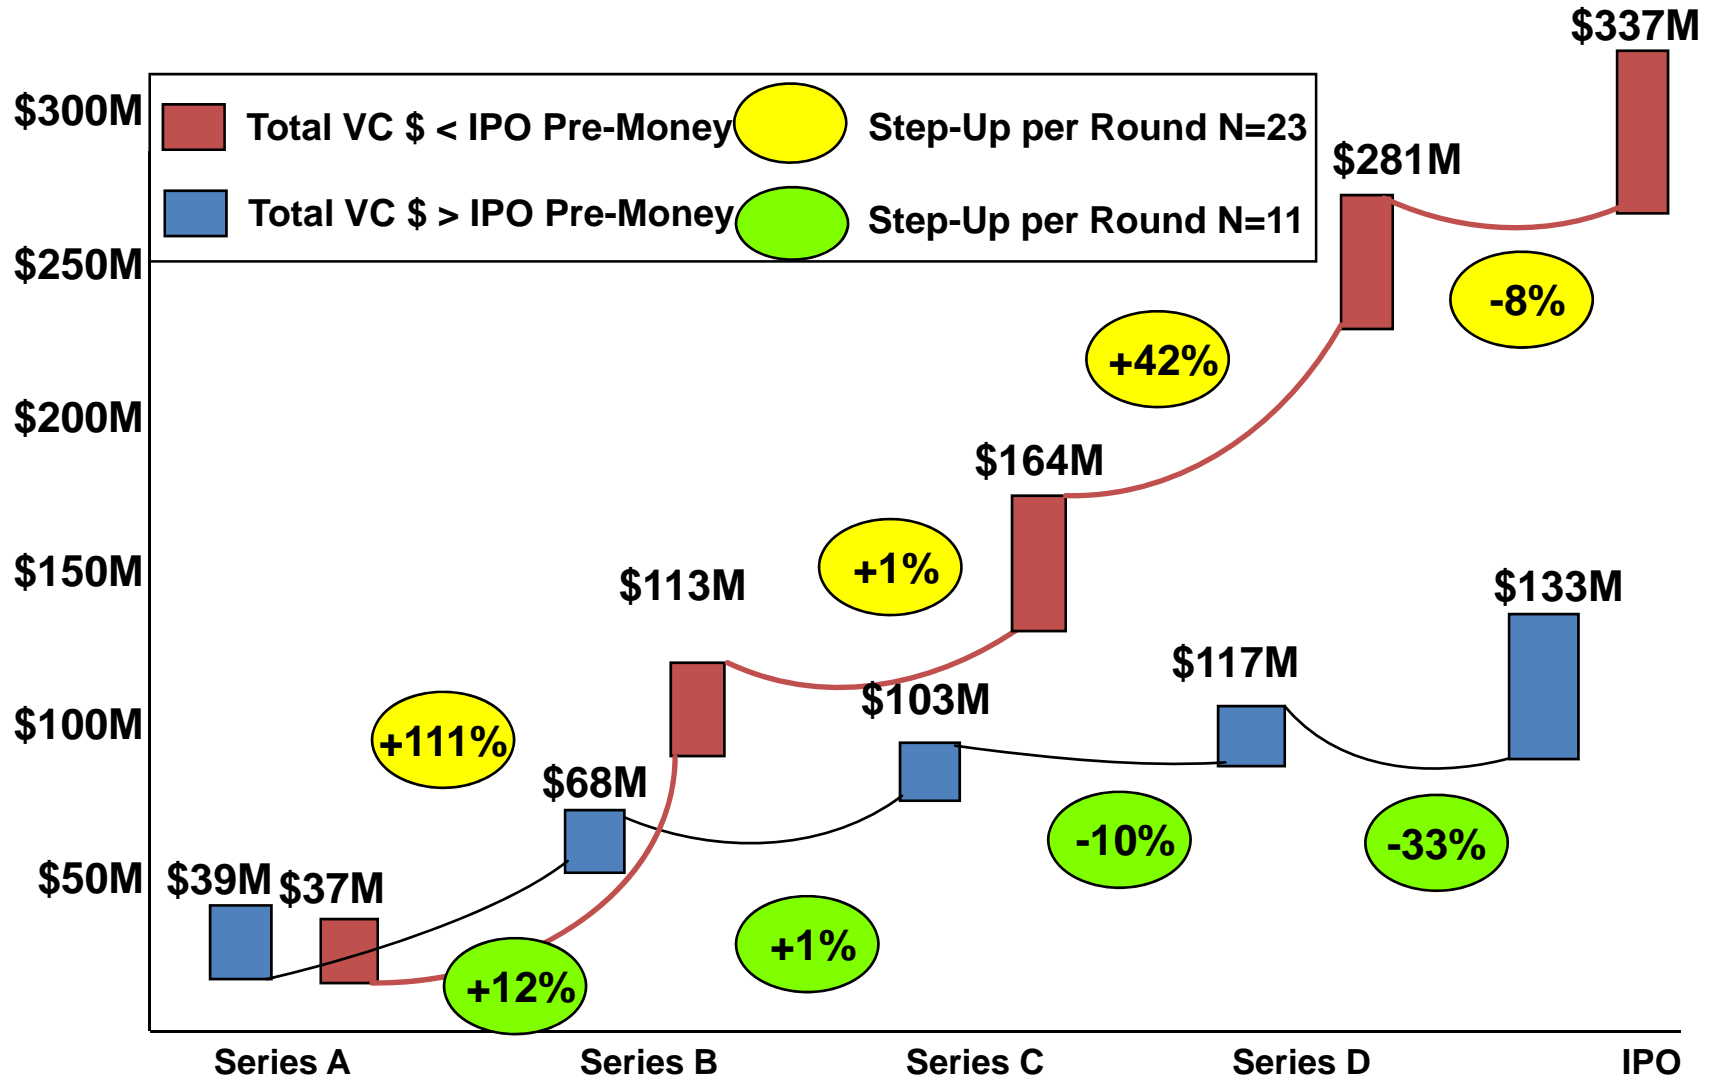 $337M
$300M
Total VC $ < IPO Pre-Money
Step-Up per Round N=23
$281M
Total VC $ > IPO Pre-Money
Step-Up per Round N=11
$250M
-8%
+42%
$200M
$164M
$150M
+1%
$113M
$133M
$117M
$103M
$100M
+111%
$68M
-10%
-33%
$50M
$39M
$37M
+1%
+12%
Series A
Series B
Series C
Series D
IPO